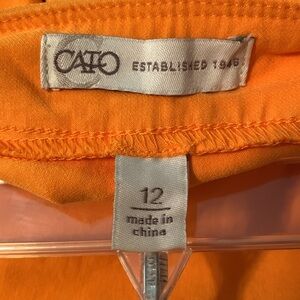 CATO ESTABLISHED 1946
12
made in
china